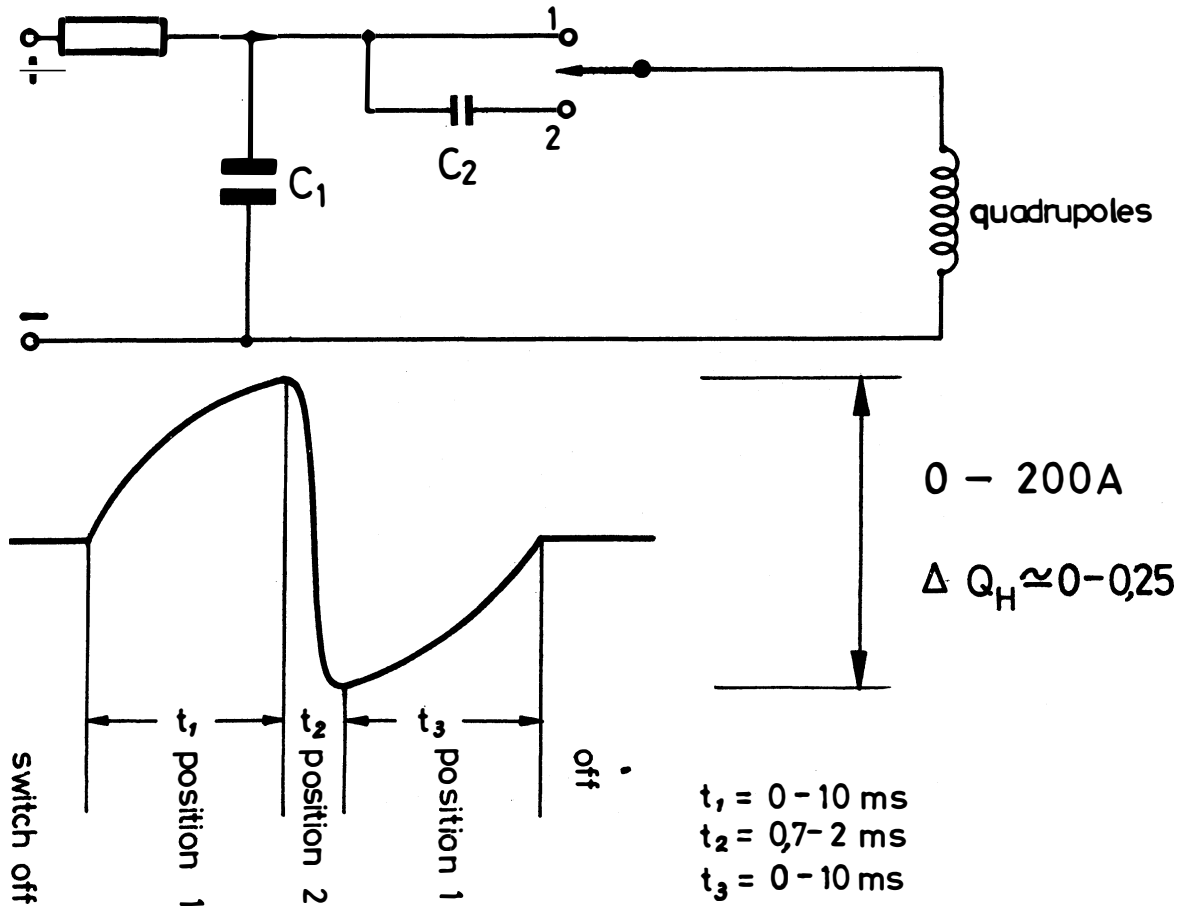 +
1
2
C₁
C₂
quadrupoles
−
0 – 200A
Δ Q_H ≃ 0-0,25
t₁
t₂
t₃
switch off
position 1
position 2
position 1
off
t₁ = 0-10 ms
t₂ = 0,7-2 ms
t₃ = 0-10 ms